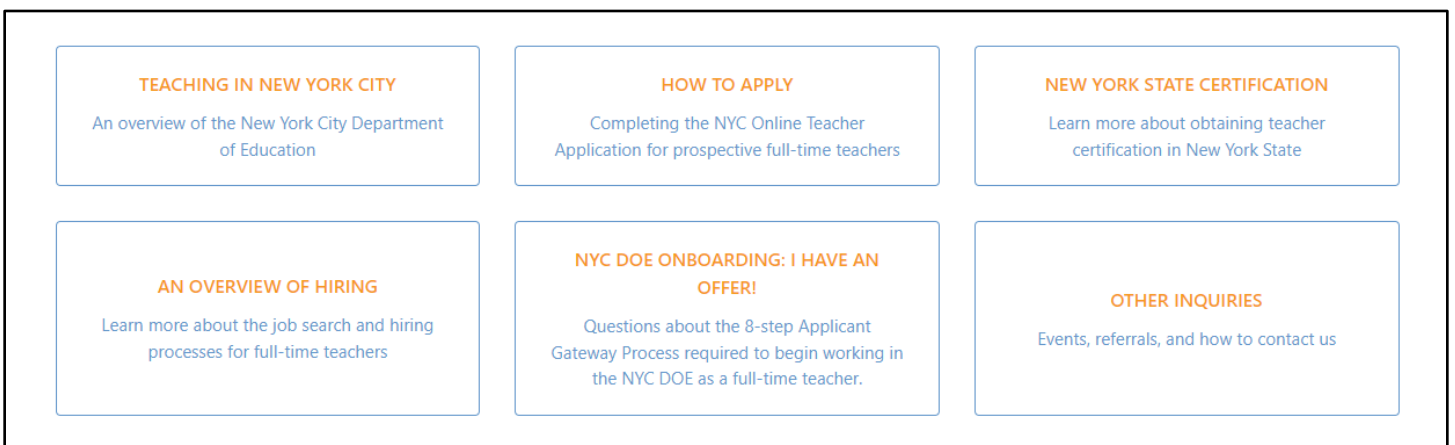 TEACHING IN NEW YORK CITY
An overview of the New York City Department
of Education
HOW TO APPLY
Completing the NYC Online Teacher
Application for prospective full-time teachers
NEW YORK STATE CERTIFICATION
Learn more about obtaining teacher
certification in New York State
AN OVERVIEW OF HIRING
Learn more about the job search and hiring
processes for full-time teachers
NYC DOE ONBOARDING: I HAVE AN
OFFER!
Questions about the 8-step Applicant
Gateway Process required to begin working in
the NYC DOE as a full-time teacher.
OTHER INQUIRIES
Events, referrals, and how to contact us